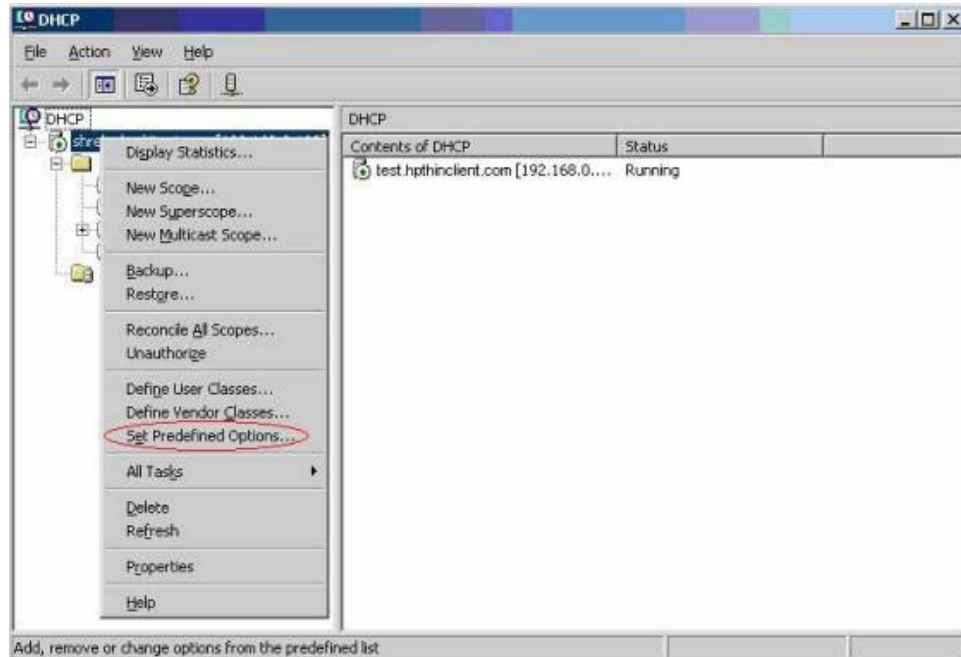 DHCP
File Action View Help
DHCP
shre
Display Statistics...
New Scope...
New Superscope...
New Multicast Scope...
Backup...
Restore...
Reconcile All Scopes...
Unauthorize
Define User Classes...
Define Vendor Classes...
Set Predefined Options...
All Tasks
Delete
Refresh
Properties
Help
DHCP
Contents of DHCP Status
test.hpthinclient.com [192.168.0.... Running
Add, remove or change options from the predefined list